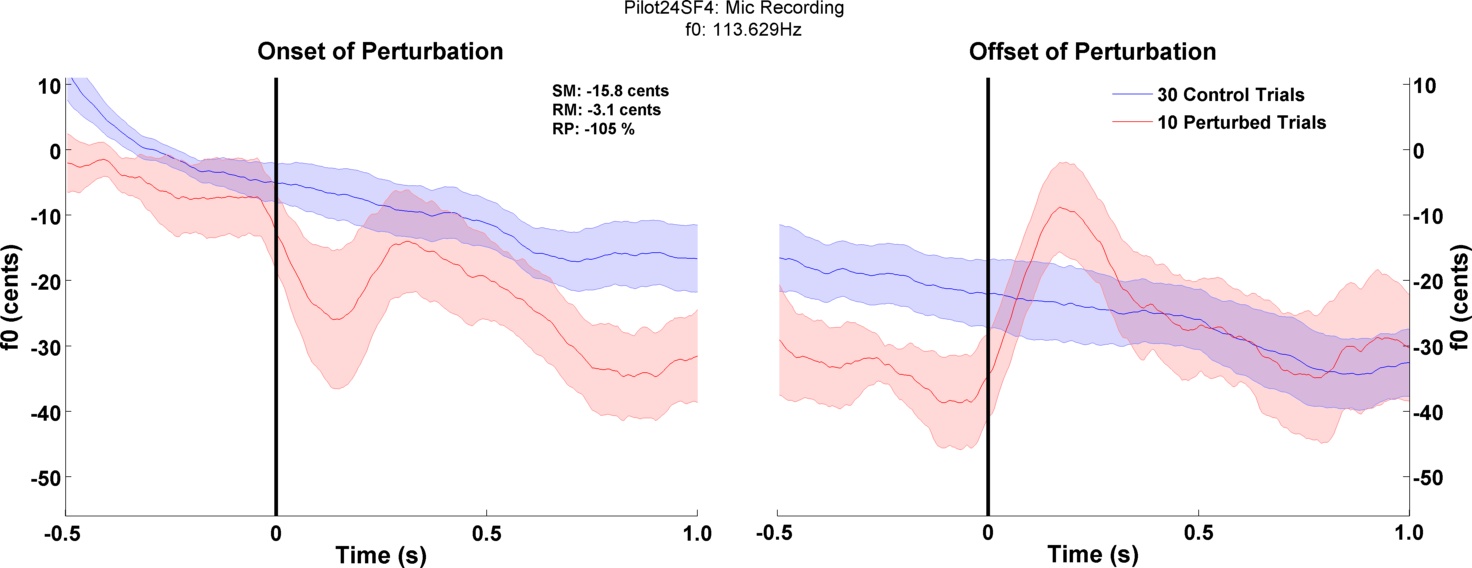 Pilot24SF4: Mic Recording
f0: 113.629Hz
Onset of Perturbation
Offset of Perturbation
SM: -15.8 cents
RM: -3.1 cents
RP: -105 %
30 Control Trials
10 Perturbed Trials
10
0
-10
-20
-30
-40
-50
f0 (cents)
-0.5
0
0.5
1.0
Time (s)
-0.5
0
0.5
1.0
Time (s)
10
0
-10
-20
-30
-40
-50
f0 (cents)